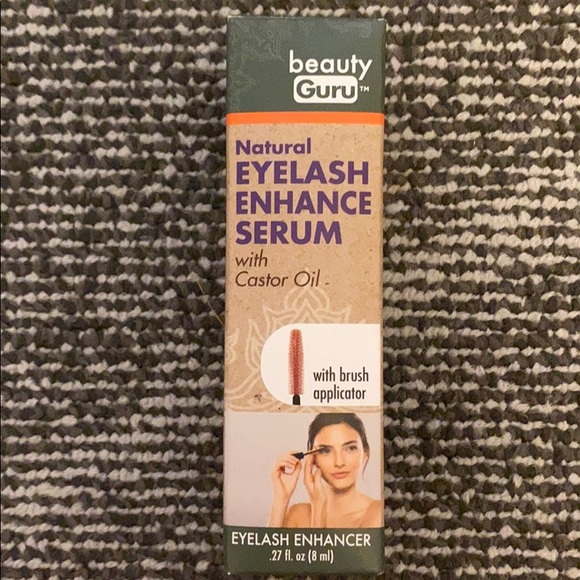 beauty
Guru™
Natural
EYELASH
ENHANCE
SERUM
with
Castor Oil
with brush
applicator
EYELASH ENHANCER
.27 fl. oz (8 ml)